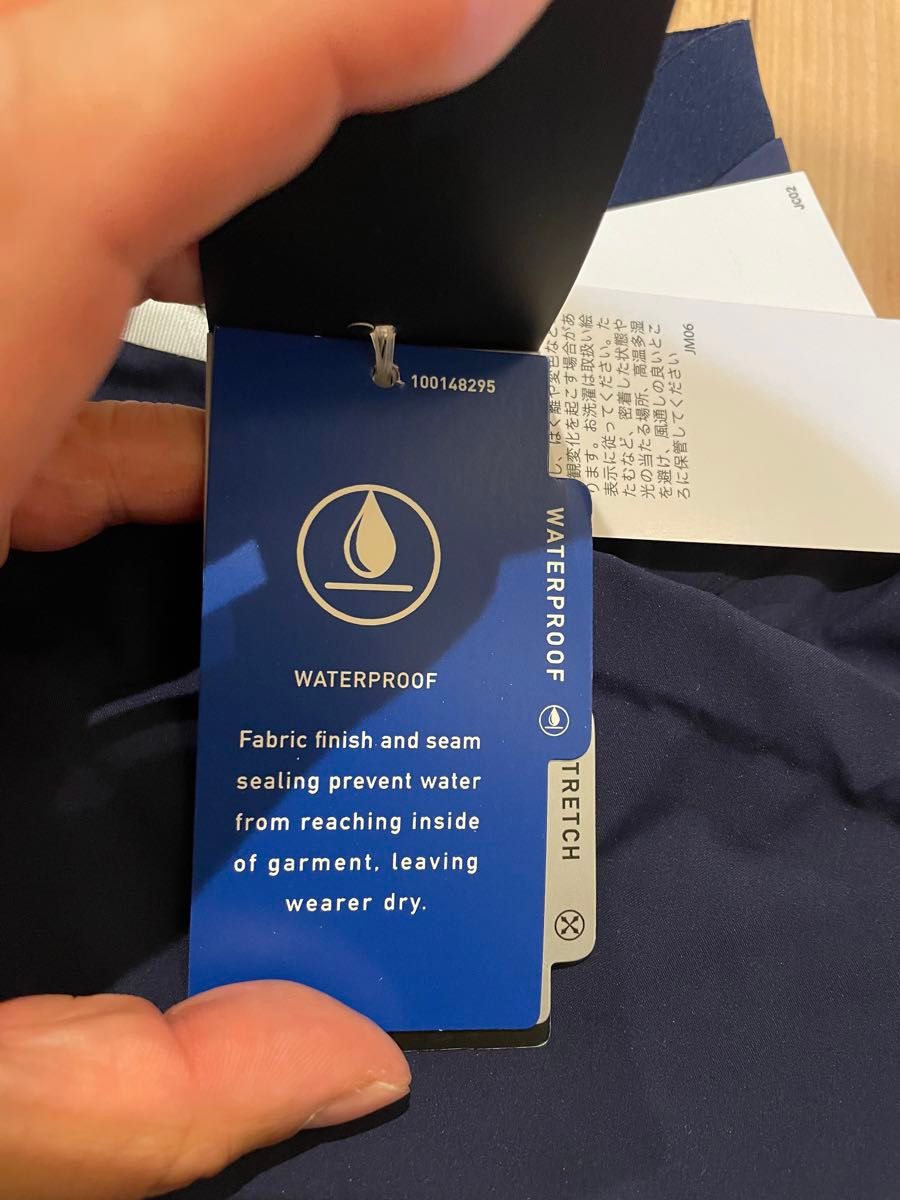 100148295
WATERPROOF
Fabric finish and seam
sealing prevent water
from reaching inside
of garment, leaving
wearer dry.
WATERPROOF
TRETCH
JC02
観変化を起こす場合があ
ります。お洗濯は取扱い絵
表示に従ってください。た
たむなど、密着した状態や
光の当たる場所、高温多湿
を避け、風通しの良いとこ
ろに保管してください
JM06